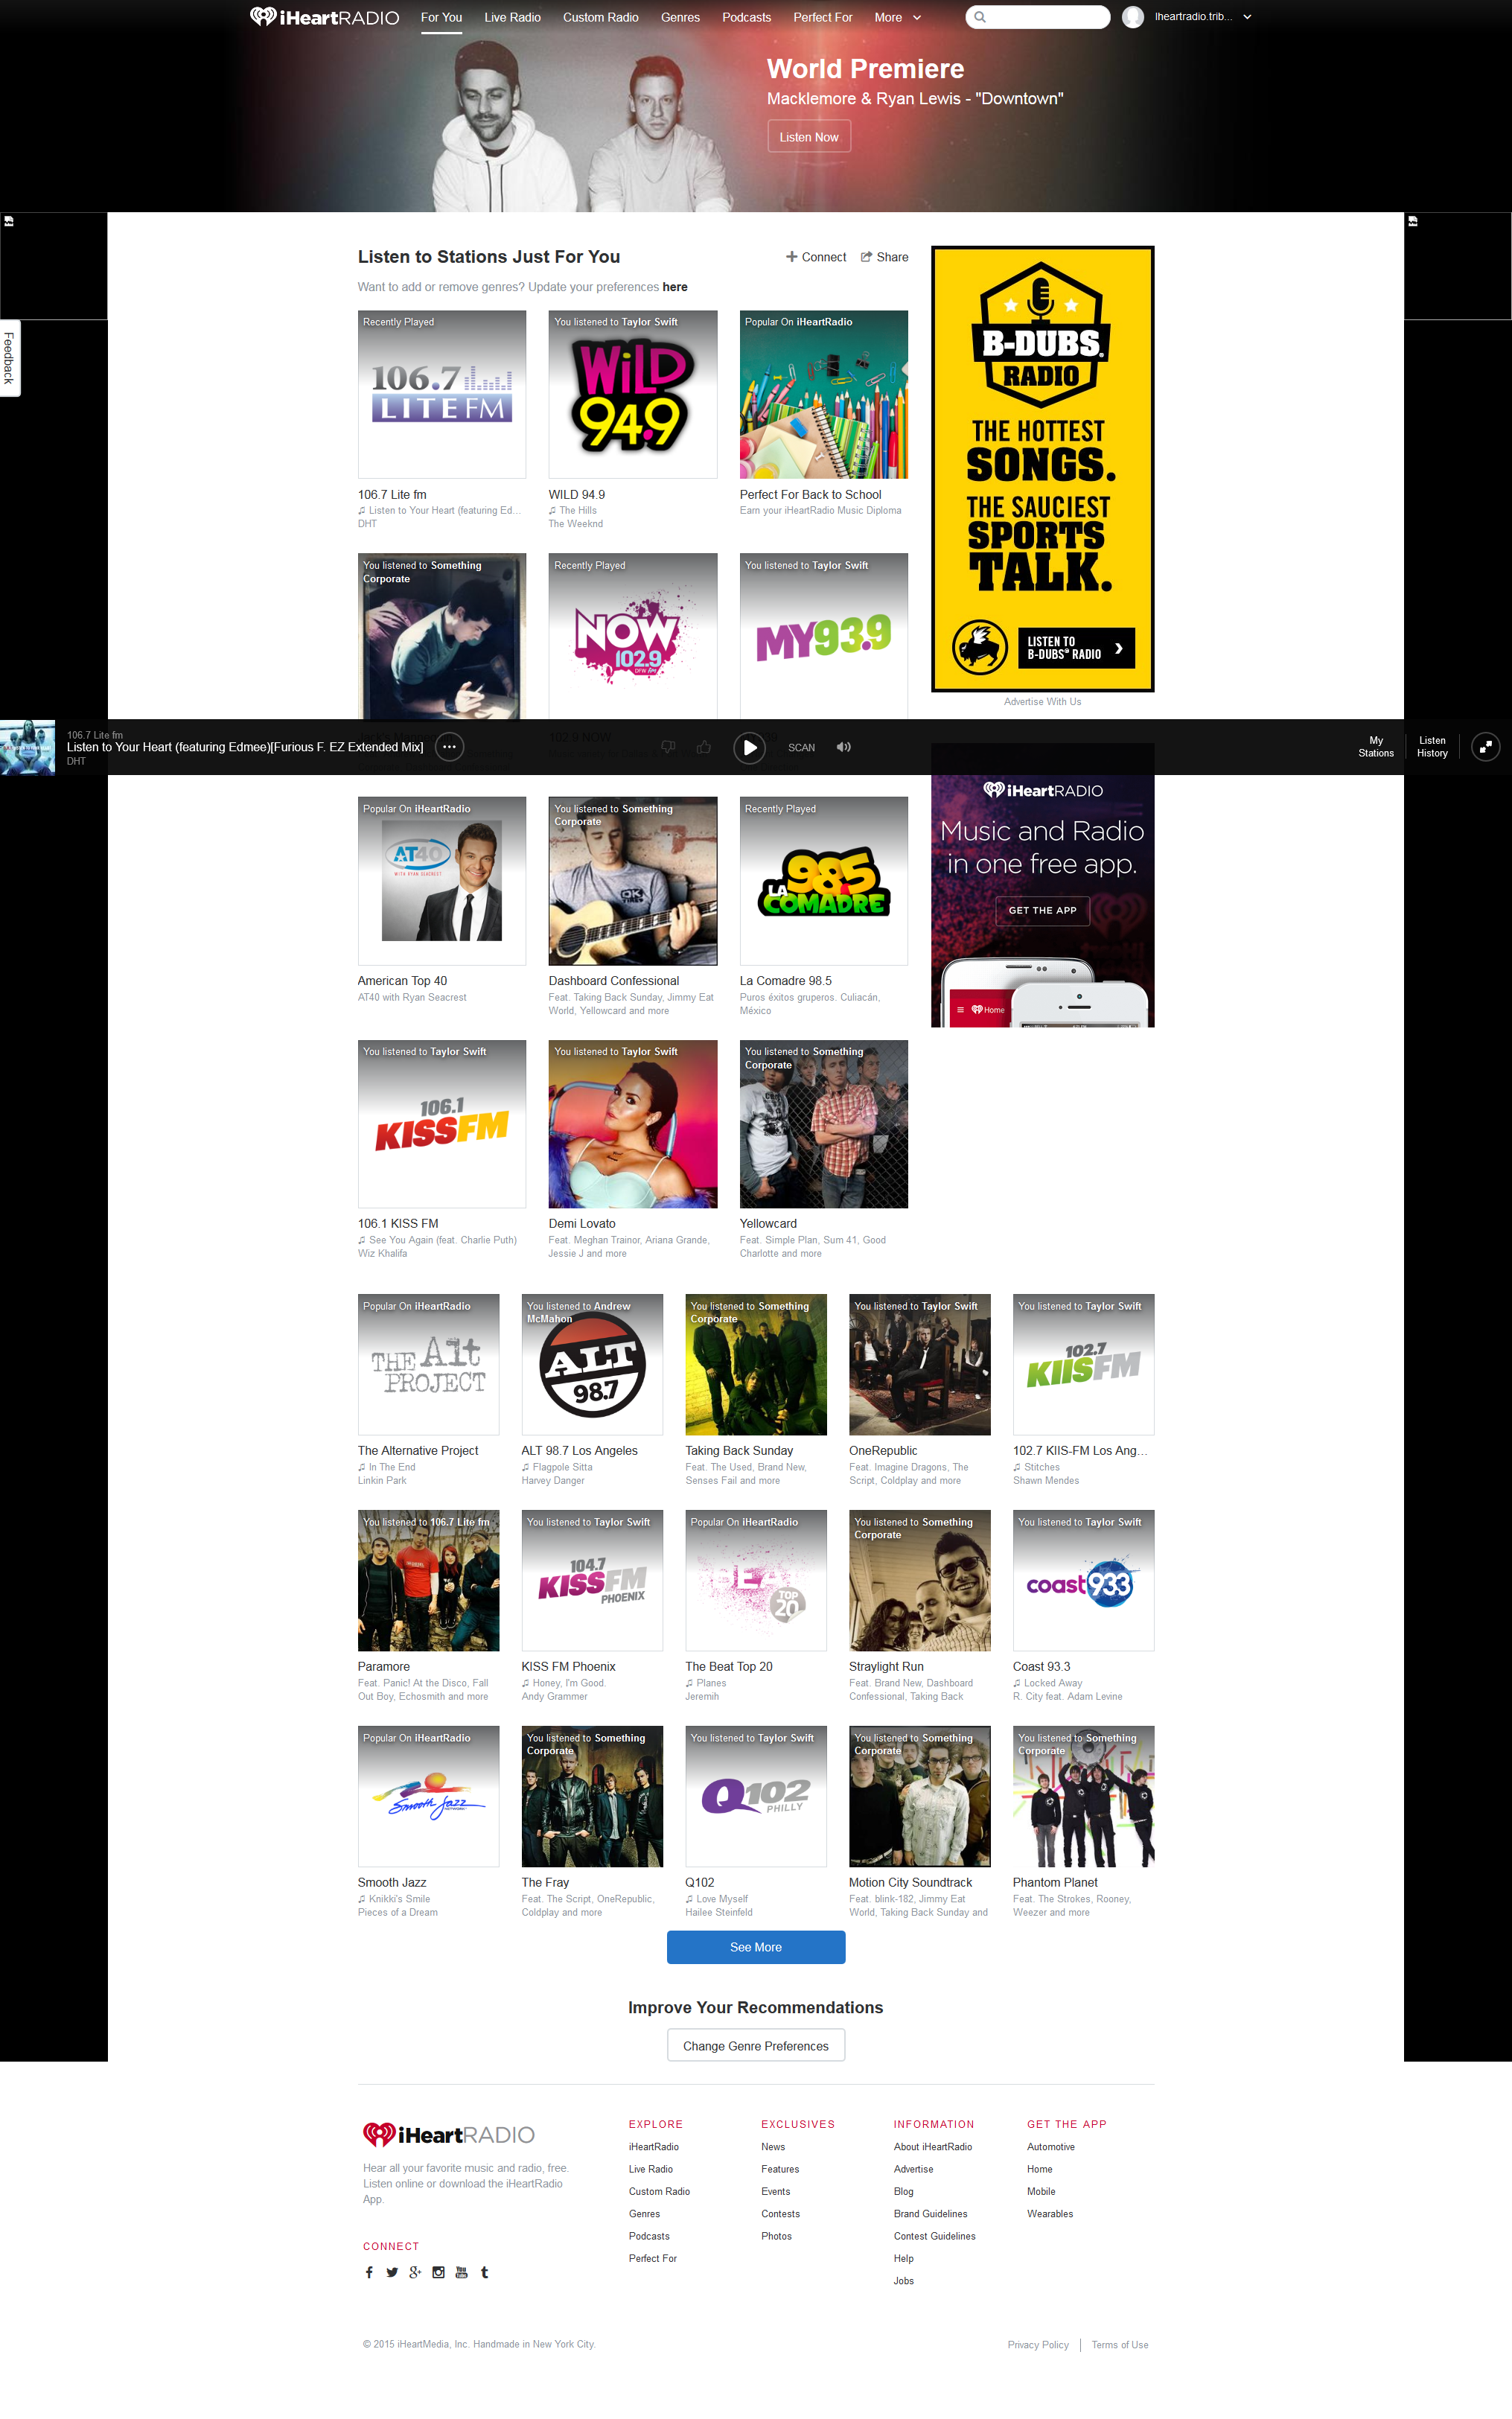 iHeartRADIO
For You Live Radio Custom Radio Genres Podcasts Perfect For More
Iheartradio.trib...
World Premiere
Macklemore & Ryan Lewis - "Downtown"
Listen Now
Feedback
Listen to Stations Just For You
Connect Share
Want to add or remove genres? Update your preferences here
Recently Played
106.7
LITE FM
106.7 Lite fm
Listen to Your Heart (featuring Ed...
DHT
You listened to Taylor Swift
WiLD
94.9
WILD 94.9
The Hills
The Weeknd
Popular On iHeartRadio
Perfect For Back to School
Earn your iHeartRadio Music Diploma
B-DUBS®
RADIO
THE HOTTEST
SONGS.
THE SAUCIEST
SPORTS
TALK.
LISTEN TO
B-DUBS® RADIO
Advertise With Us
You listened to Something
Corporate
Recently Played
NOW
102.9
You listened to Taylor Swift
MY93.9
106.7 Lite fm
Listen to Your Heart (featuring Edmee)[Furious F. EZ Extended Mix]
DHT
SCAN
My
Stations
Listen
History
Popular On iHeartRadio
AT40
WITH RYAN SEACREST
American Top 40
AT40 with Ryan Seacrest
You listened to Something
Corporate
Dashboard Confessional
Feat. Taking Back Sunday, Jimmy Eat
World, Yellowcard and more
Recently Played
LA 98.5
COMADRE
La Comadre 98.5
Puros éxitos gruperos. Culiacán,
México
iHeartRADIO
Music and Radio
in one free app.
GET THE APP
Home
You listened to Taylor Swift
106.1
KISSFM
106.1 KISS FM
See You Again (feat. Charlie Puth)
Wiz Khalifa
You listened to Taylor Swift
Demi Lovato
Feat. Meghan Trainor, Ariana Grande,
Jessie J and more
You listened to Something
Corporate
Yellowcard
Feat. Simple Plan, Sum 41, Good
Charlotte and more
Popular On iHeartRadio
THE Alt
PROJECT
The Alternative Project
In The End
Linkin Park
You listened to Andrew
McMahon
ALT
98.7
ALT 98.7 Los Angeles
Flagpole Sitta
Harvey Danger
You listened to Something
Corporate
Taking Back Sunday
Feat. The Used, Brand New,
Senses Fail and more
You listened to Taylor Swift
OneRepublic
Feat. Imagine Dragons, The
Script, Coldplay and more
You listened to Taylor Swift
102.7
KIISFM
102.7 KIIS-FM Los Ang...
Stitches
Shawn Mendes
You listened to 106.7 Lite fm
Paramore
Feat. Panic! At the Disco, Fall
Out Boy, Echosmith and more
You listened to Taylor Swift
104.7
KISSFM
PHOENIX
KISS FM Phoenix
Honey, I'm Good.
Andy Grammer
Popular On iHeartRadio
TOP
20
The Beat Top 20
Planes
Jeremih
You listened to Something
Corporate
Straylight Run
Feat. Brand New, Dashboard
Confessional, Taking Back
You listened to Taylor Swift
coast 933
Coast 93.3
Locked Away
R. City feat. Adam Levine
Popular On iHeartRadio
Smooth Jazz
NETWORK
Smooth Jazz
Knikki's Smile
Pieces of a Dream
You listened to Something
Corporate
The Fray
Feat. The Script, OneRepublic,
Coldplay and more
You listened to Taylor Swift
Q102
PHILLY
Q102
Love Myself
Hailee Steinfeld
You listened to Something
Corporate
Motion City Soundtrack
Feat. blink-182, Jimmy Eat
World, Taking Back Sunday and
You listened to Something
Corporate
Phantom Planet
Feat. The Strokes, Rooney,
Weezer and more
See More
Improve Your Recommendations
Change Genre Preferences
iHeartRADIO
Hear all your favorite music and radio, free.
Listen online or download the iHeartRadio
App.
CONNECT
EXPLORE
iHeartRadio
Live Radio
Custom Radio
Genres
Podcasts
Perfect For
EXCLUSIVES
News
Features
Events
Contests
Photos
INFORMATION
About iHeartRadio
Advertise
Blog
Brand Guidelines
Contest Guidelines
Help
Jobs
GET THE APP
Automotive
Home
Mobile
Wearables
© 2015 iHeartMedia, Inc. Handmade in New York City.
Privacy Policy Terms of Use